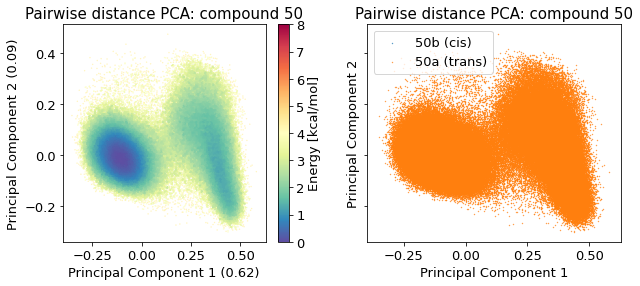 Pairwise distance PCA: compound 50
Principal Component 2 (0.09)
0.4
0.2
0.0
−0.2
−0.25
0.00
0.25
0.50
Principal Component 1 (0.62)
8
7
6
5
4
3
2
1
0
Energy [kcal/mol]
Pairwise distance PCA: compound 50
50b (cis)
50a (trans)
Principal Component 2
−0.25
0.00
0.25
0.50
Principal Component 1